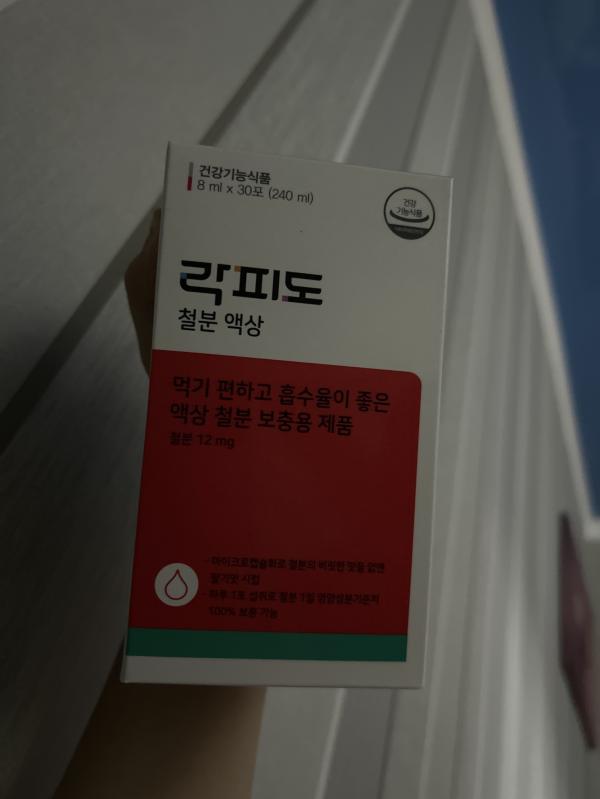 건강기능식품
8 ml x 30포 (240 ml)
건강
기능식품
락피도
철분 액상
먹기 편하고 흡수율이 좋은
액상 철분 보충용 제품
철분 12 mg
- 마이크로캡슐화로 철분의 비릿한 맛을 없앤
딸기맛 시럽
- 하루 1포 섭취로 철분 1일 영양성분기준치
100% 보충 가능